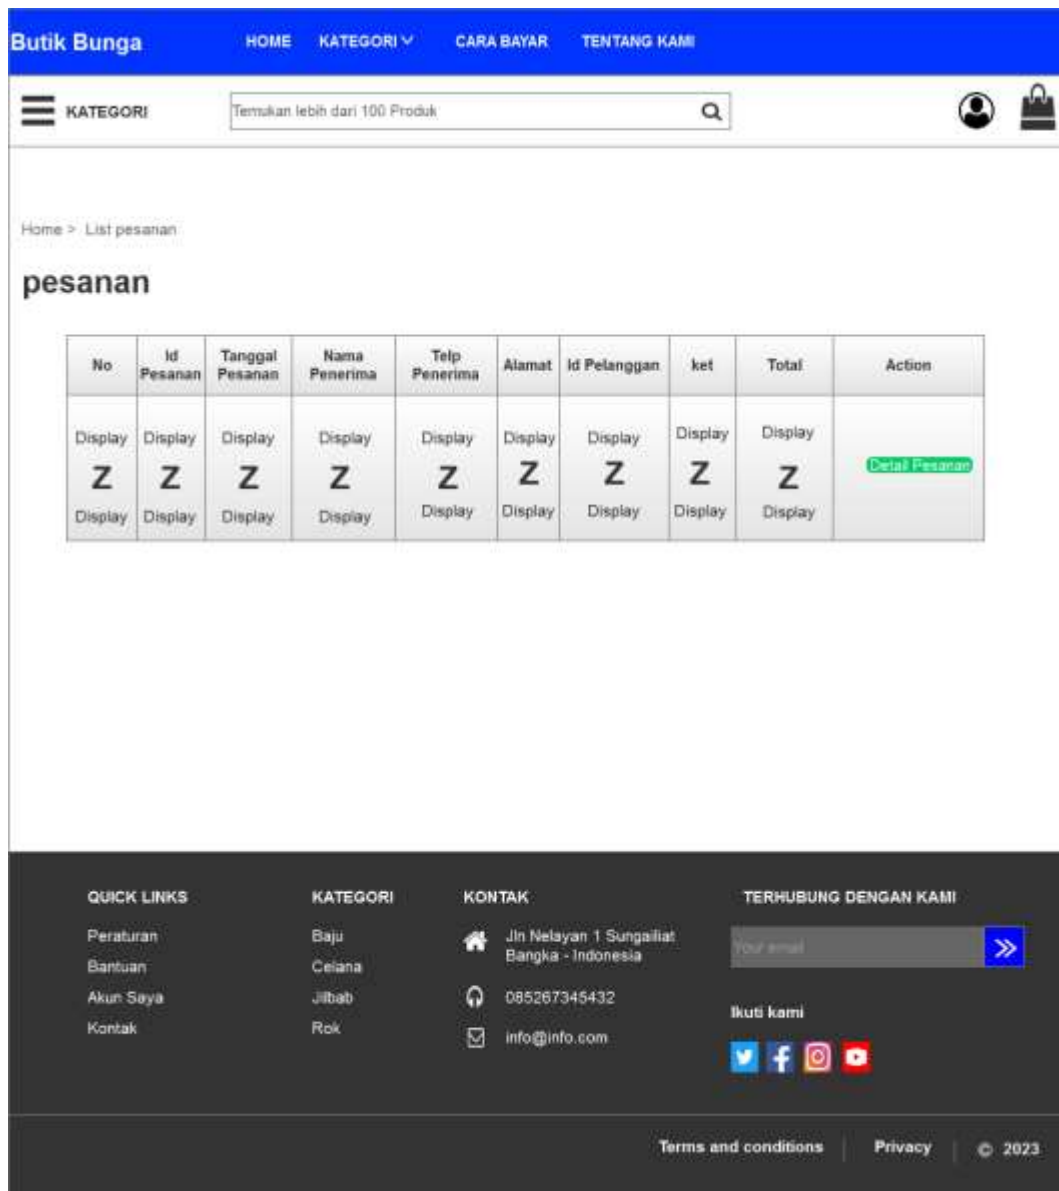 Butik Bunga HOME KATEGORI CARA BAYAR TENTANG KAMI
KATEGORI Temukan lebih dari 100 Produk
Home > List pesanan
pesanan
No Id Pesanan Tanggal Pesanan Nama Penerima Telp Penerima Alamat Id Pelanggan ket Total Action
Display Display Display Display Display Display Display Display Display
Z Z Z Z Z Z Z Z Z Detail Pesanan
Display Display Display Display Display Display Display Display Display
QUICK LINKS KATEGORI KONTAK TERHUBUNG DENGAN KAMI
Peraturan Baju Jln Nelayan 1 Sungailiat Your email
Bantuan Celana Bangka - Indonesia
Akun Saya Jilbab 085267345432 Ikuti kami
Kontak Rok info@info.com
Terms and conditions Privacy © 2023